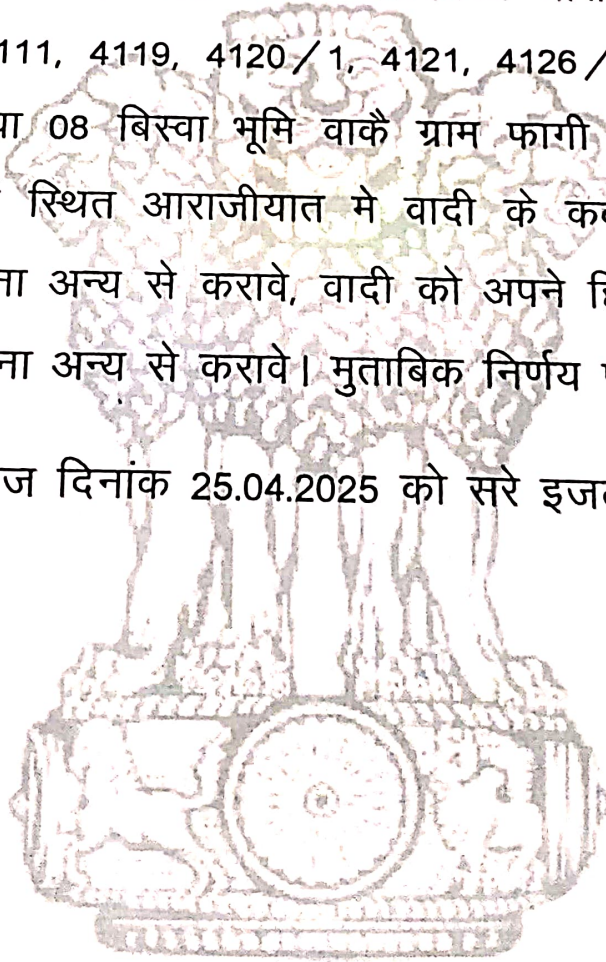 111, 4119, 4120/1, 4121, 4126/
08 बिस्वा भूमि वाकै ग्राम फागी
स्थित आराजीयात मे वादी के
अन्य से करावे, वादी को अपने
अन्य से करावे। मुताबिक निर्णय
दिनांक 25.04.2025 को सरे